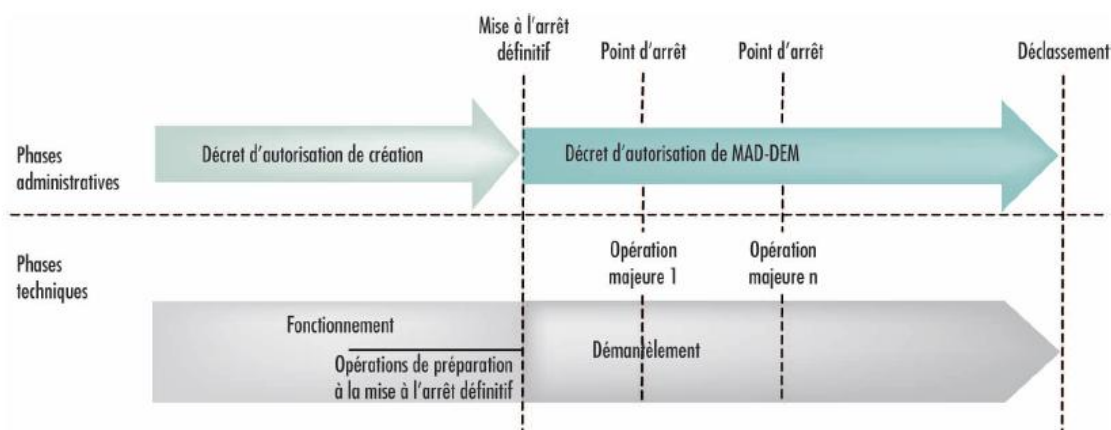 Mise à l'arrêt
définitif
Point d'arrêt
Point d'arrêt
Déclassement
Phases
administratives
Décret d'autorisation de création
Décret d'autorisation de MAD-DEM
Phases
techniques
Opération
majeure 1
Opération
majeure n
Fonctionnement
Opérations de préparation
à la mise à l'arrêt définitif
Démantèlement